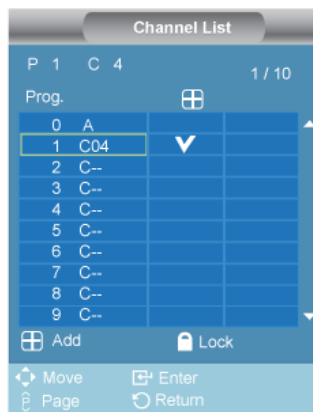 Channel List
P 1 C 4
1 / 10
Prog.
0 A
1 C04
2 C--
3 C--
4 C--
5 C--
6 C--
7 C--
8 C--
9 C--
Add Lock
Move Enter
P Page Return